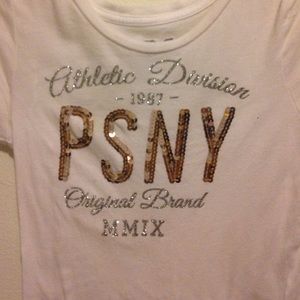 Athletic Division
- 1987 -
PSNY
Original Brand
MMIX